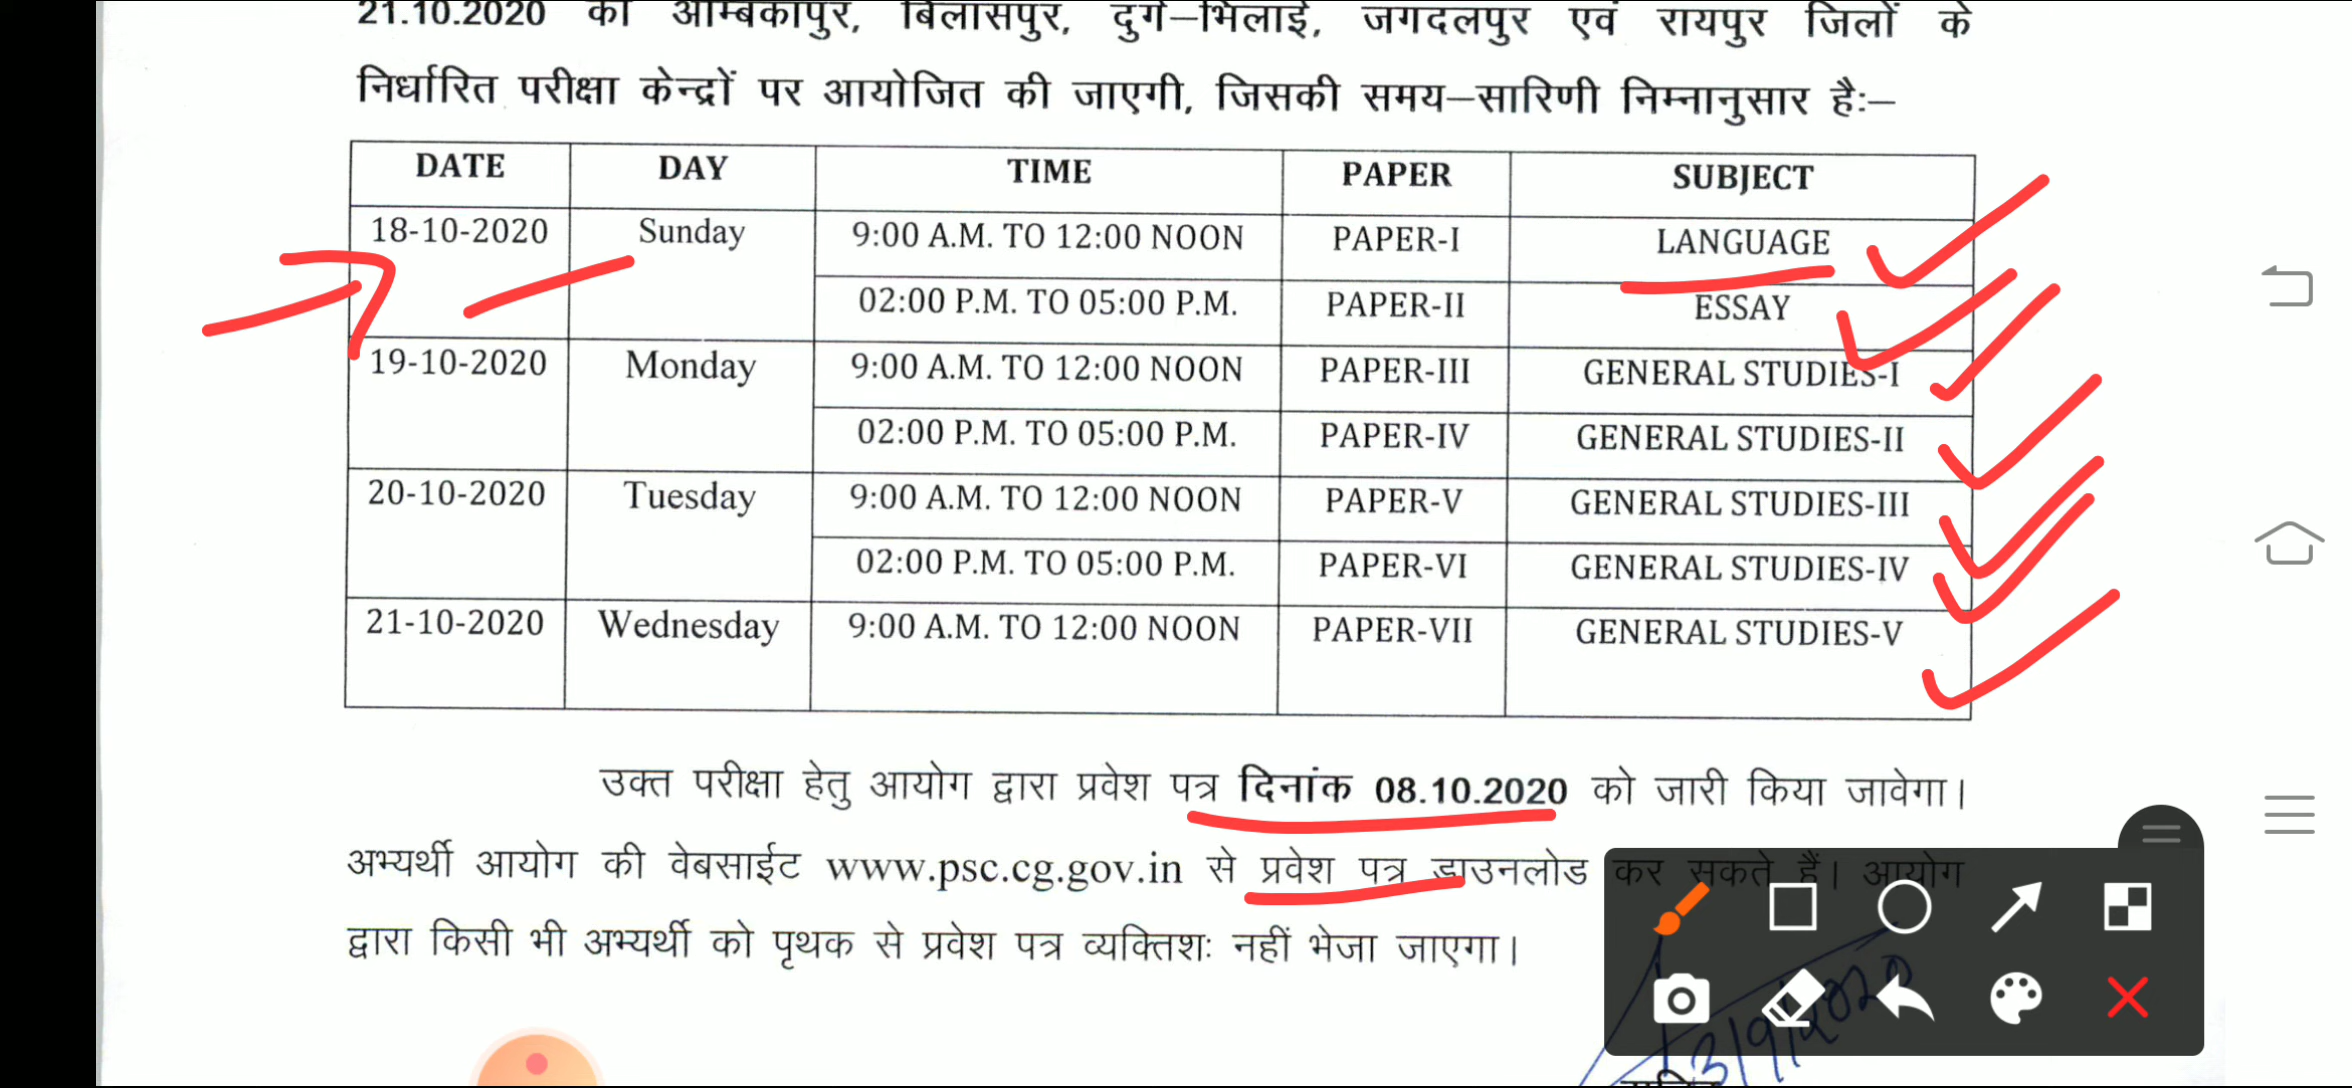 21.10.2020 को अम्बिकापुर, बिलासपुर, दुर्ग–भिलाई, जगदलपुर एवं रायपुर जिलों के
निर्धारित परीक्षा केन्द्रों पर आयोजित की जाएगी, जिसकी समय–सारिणी निम्नानुसार है:–
DATE DAY TIME PAPER SUBJECT
18-10-2020 Sunday 9:00 A.M. TO 12:00 NOON PAPER-I LANGUAGE
02:00 P.M. TO 05:00 P.M. PAPER-II ESSAY
19-10-2020 Monday 9:00 A.M. TO 12:00 NOON PAPER-III GENERAL STUDIES-I
02:00 P.M. TO 05:00 P.M. PAPER-IV GENERAL STUDIES-II
20-10-2020 Tuesday 9:00 A.M. TO 12:00 NOON PAPER-V GENERAL STUDIES-III
02:00 P.M. TO 05:00 P.M. PAPER-VI GENERAL STUDIES-IV
21-10-2020 Wednesday 9:00 A.M. TO 12:00 NOON PAPER-VII GENERAL STUDIES-V
उक्त परीक्षा हेतु आयोग द्वारा प्रवेश पत्र दिनांक 08.10.2020 को जारी किया जावेगा।
अभ्यर्थी आयोग की वेबसाईट www.psc.cg.gov.in से प्रवेश पत्र डाउनलोड कर सकते हैं। आयोग
द्वारा किसी भी अभ्यर्थी को पृथक से प्रवेश पत्र व्यक्तिशः नहीं भेजा जाएगा।